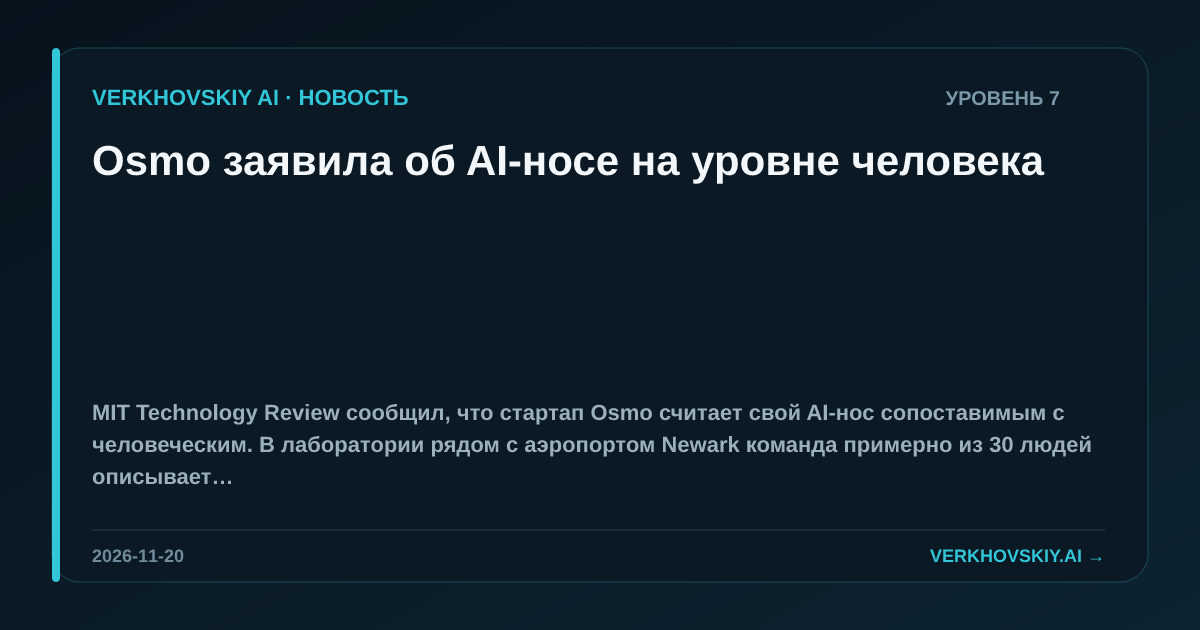 VERKHOVSKIY AI · НОВОСТЬ
УРОВЕНЬ 7
Osmo заявила об AI-носе на уровне человека
MIT Technology Review сообщил, что стартап Osmo считает свой AI-нос сопоставимым с
человеческим. В лаборатории рядом с аэропортом Newark команда примерно из 30 людей
описывает…
2026-11-20
VERKHOVSKIY.AI →